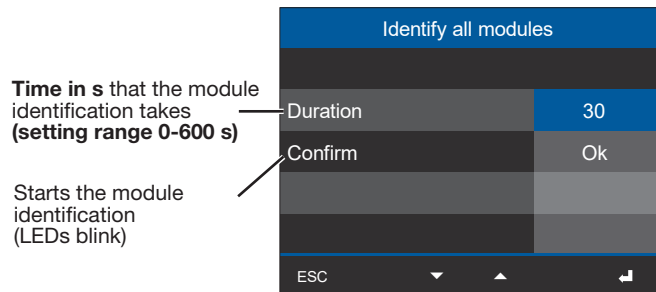 Identify all modules
Time in s that the module
identification takes
(setting range 0-600 s)
Duration 30
Confirm Ok
Starts the module
identification
(LEDs blink)
ESC